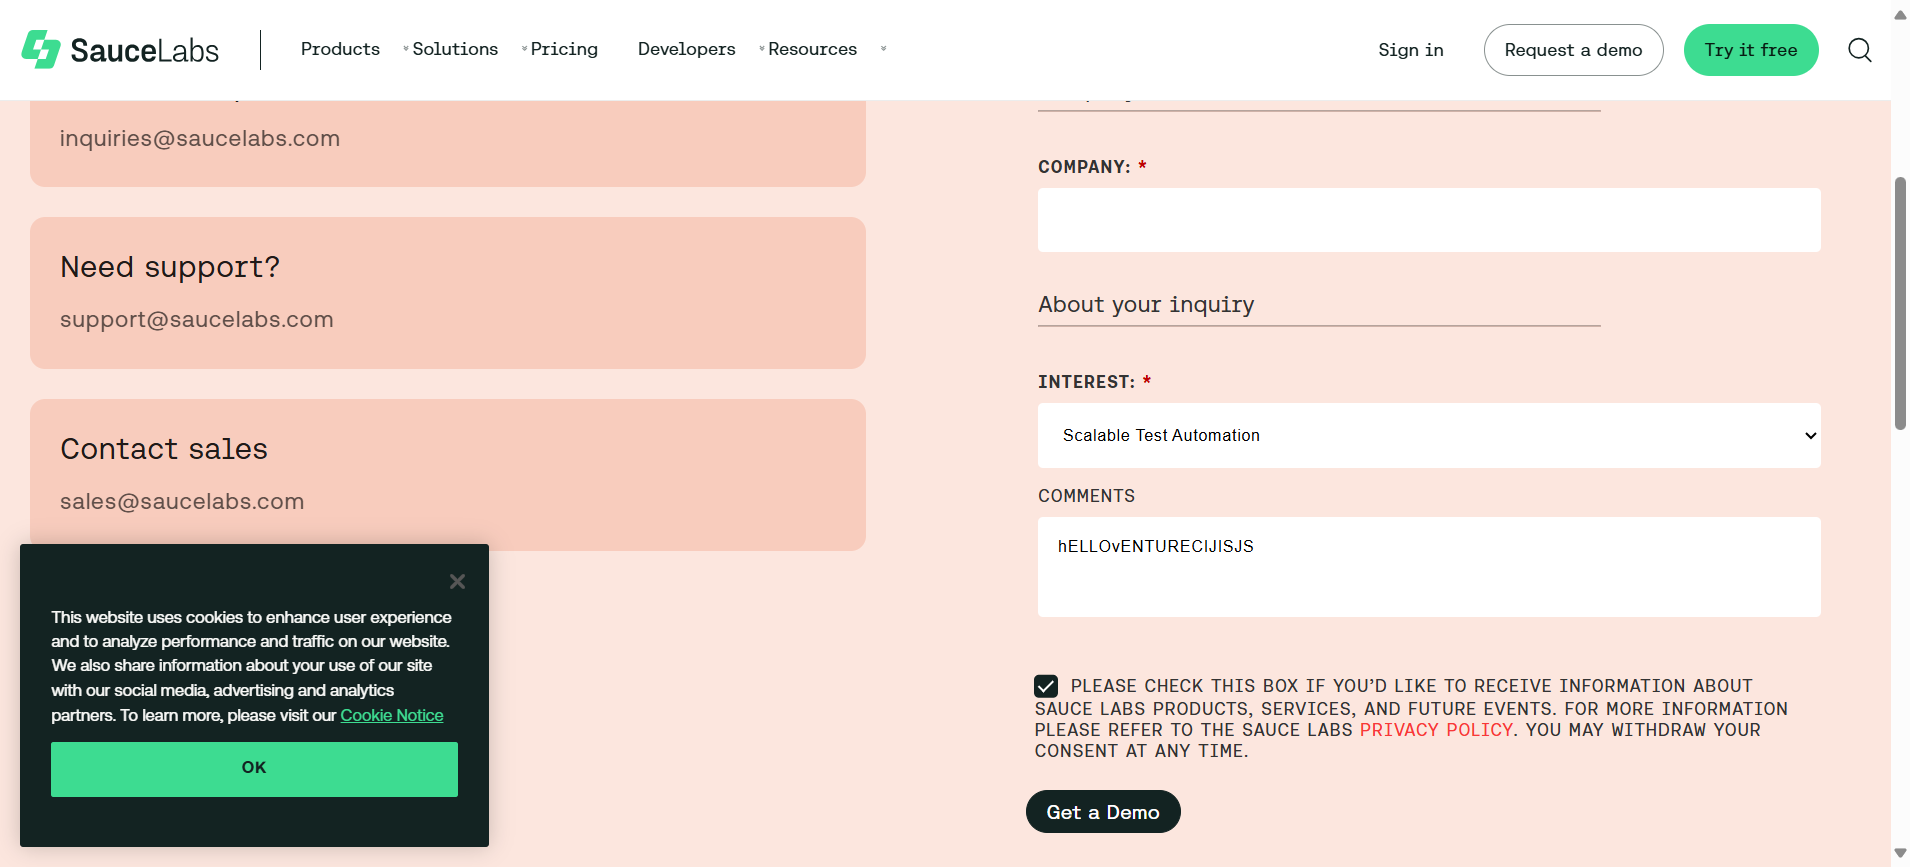 SauceLabs
Products
Solutions
Pricing
Developers
Resources
Sign in
Request a demo
Try it free
inquiries@saucelabs.com
Need support?
support@saucelabs.com
Contact sales
sales@saucelabs.com
This website uses cookies to enhance user experience
and to analyze performance and traffic on our website.
We also share information about your use of our site
with our social media, advertising and analytics
partners. To learn more, please visit our Cookie Notice
OK
COMPANY: *
About your inquiry
INTEREST: *
Scalable Test Automation
COMMENTS
hELLOvENTURECIJISJS
PLEASE CHECK THIS BOX IF YOU’D LIKE TO RECEIVE INFORMATION ABOUT
SAUCE LABS PRODUCTS, SERVICES, AND FUTURE EVENTS. FOR MORE INFORMATION
PLEASE REFER TO THE SAUCE LABS PRIVACY POLICY. YOU MAY WITHDRAW YOUR
CONSENT AT ANY TIME.
Get a Demo